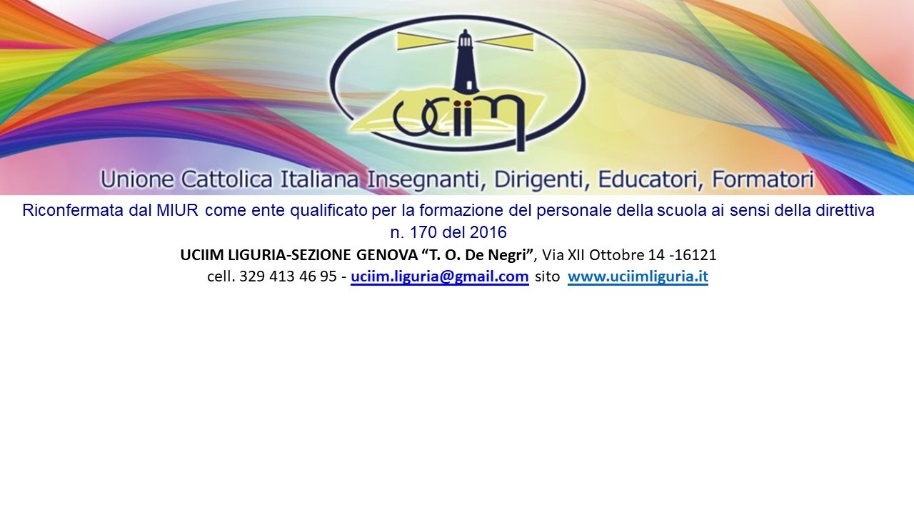 uciim
Unione Cattolica Italiana Insegnanti, Dirigenti, Educatori, Formatori
Riconfermata dal MIUR come ente qualificato per la formazione del personale della scuola ai sensi della direttiva
n. 170 del 2016
UCIIM LIGURIA-SEZIONE GENOVA “T. O. De Negri”, Via XII Ottobre 14 -16121
cell. 329 413 46 95 - uciim.liguria@gmail.com sito www.uciimliguria.it